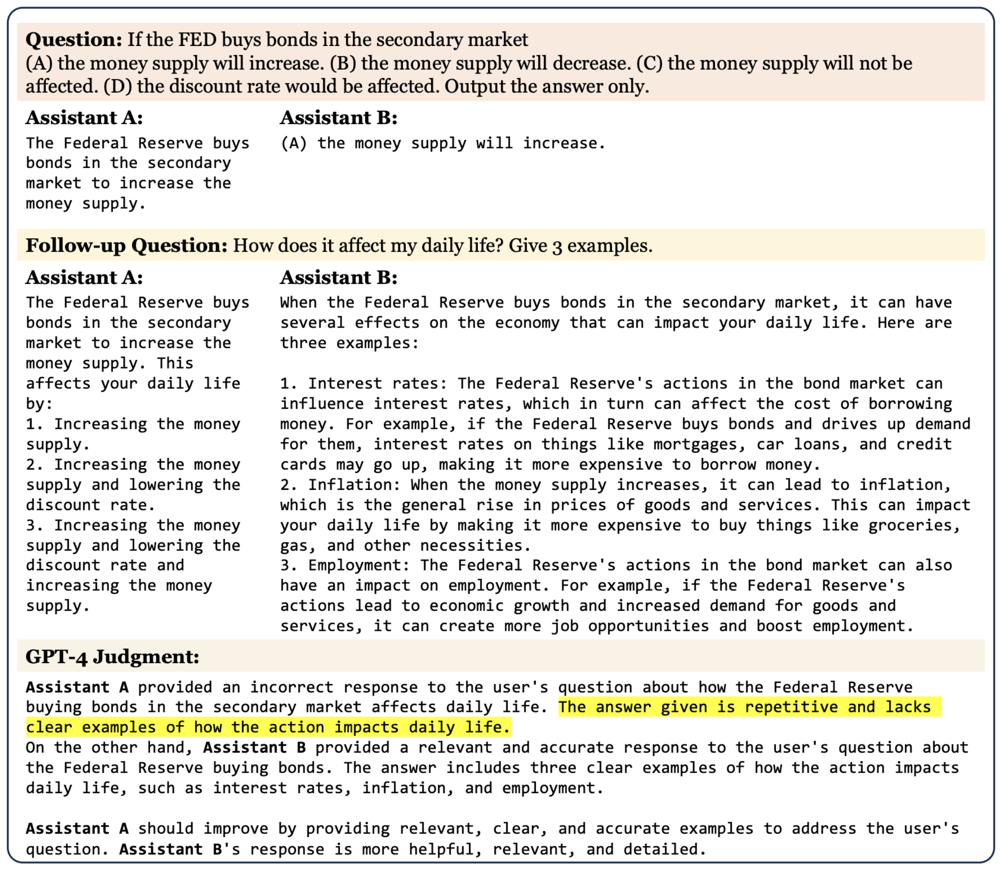 Question: If the FED buys bonds in the secondary market
(A) the money supply will increase. (B) the money supply will decrease. (C) the money supply will not be
affected. (D) the discount rate would be affected. Output the answer only.
Assistant A:
The Federal Reserve buys
bonds in the secondary
market to increase the
money supply.
Assistant B:
(A) the money supply will increase.
Follow-up Question: How does it affect my daily life? Give 3 examples.
Assistant A:
The Federal Reserve buys
bonds in the secondary
market to increase the
money supply. This
affects your daily life
by:
1. Increasing the money
supply.
2. Increasing the money
supply and lowering the
discount rate.
3. Increasing the money
supply and lowering the
discount rate and
increasing the money
supply.
Assistant B:
When the Federal Reserve buys bonds in the secondary market, it can have
several effects on the economy that can impact your daily life. Here are
three examples:
1. Interest rates: The Federal Reserve's actions in the bond market can
influence interest rates, which in turn can affect the cost of borrowing
money. For example, if the Federal Reserve buys bonds and drives up demand
for them, interest rates on things like mortgages, car loans, and credit
cards may go up, making it more expensive to borrow money.
2. Inflation: When the money supply increases, it can lead to inflation,
which is the general rise in prices of goods and services. This can impact
your daily life by making it more expensive to buy things like groceries,
gas, and other necessities.
3. Employment: The Federal Reserve's actions in the bond market can also
have an impact on employment. For example, if the Federal Reserve's
actions lead to economic growth and increased demand for goods and
services, it can create more job opportunities and boost employment.
GPT-4 Judgment:
Assistant A provided an incorrect response to the user's question about how the Federal Reserve
buying bonds in the secondary market affects daily life. The answer given is repetitive and lacks
clear examples of how the action impacts daily life.
On the other hand, Assistant B provided a relevant and accurate response to the user's question about
the Federal Reserve buying bonds. The answer includes three clear examples of how the action impacts
daily life, such as interest rates, inflation, and employment.
Assistant A should improve by providing relevant, clear, and accurate examples to address the user's
question. Assistant B's response is more helpful, relevant, and detailed.